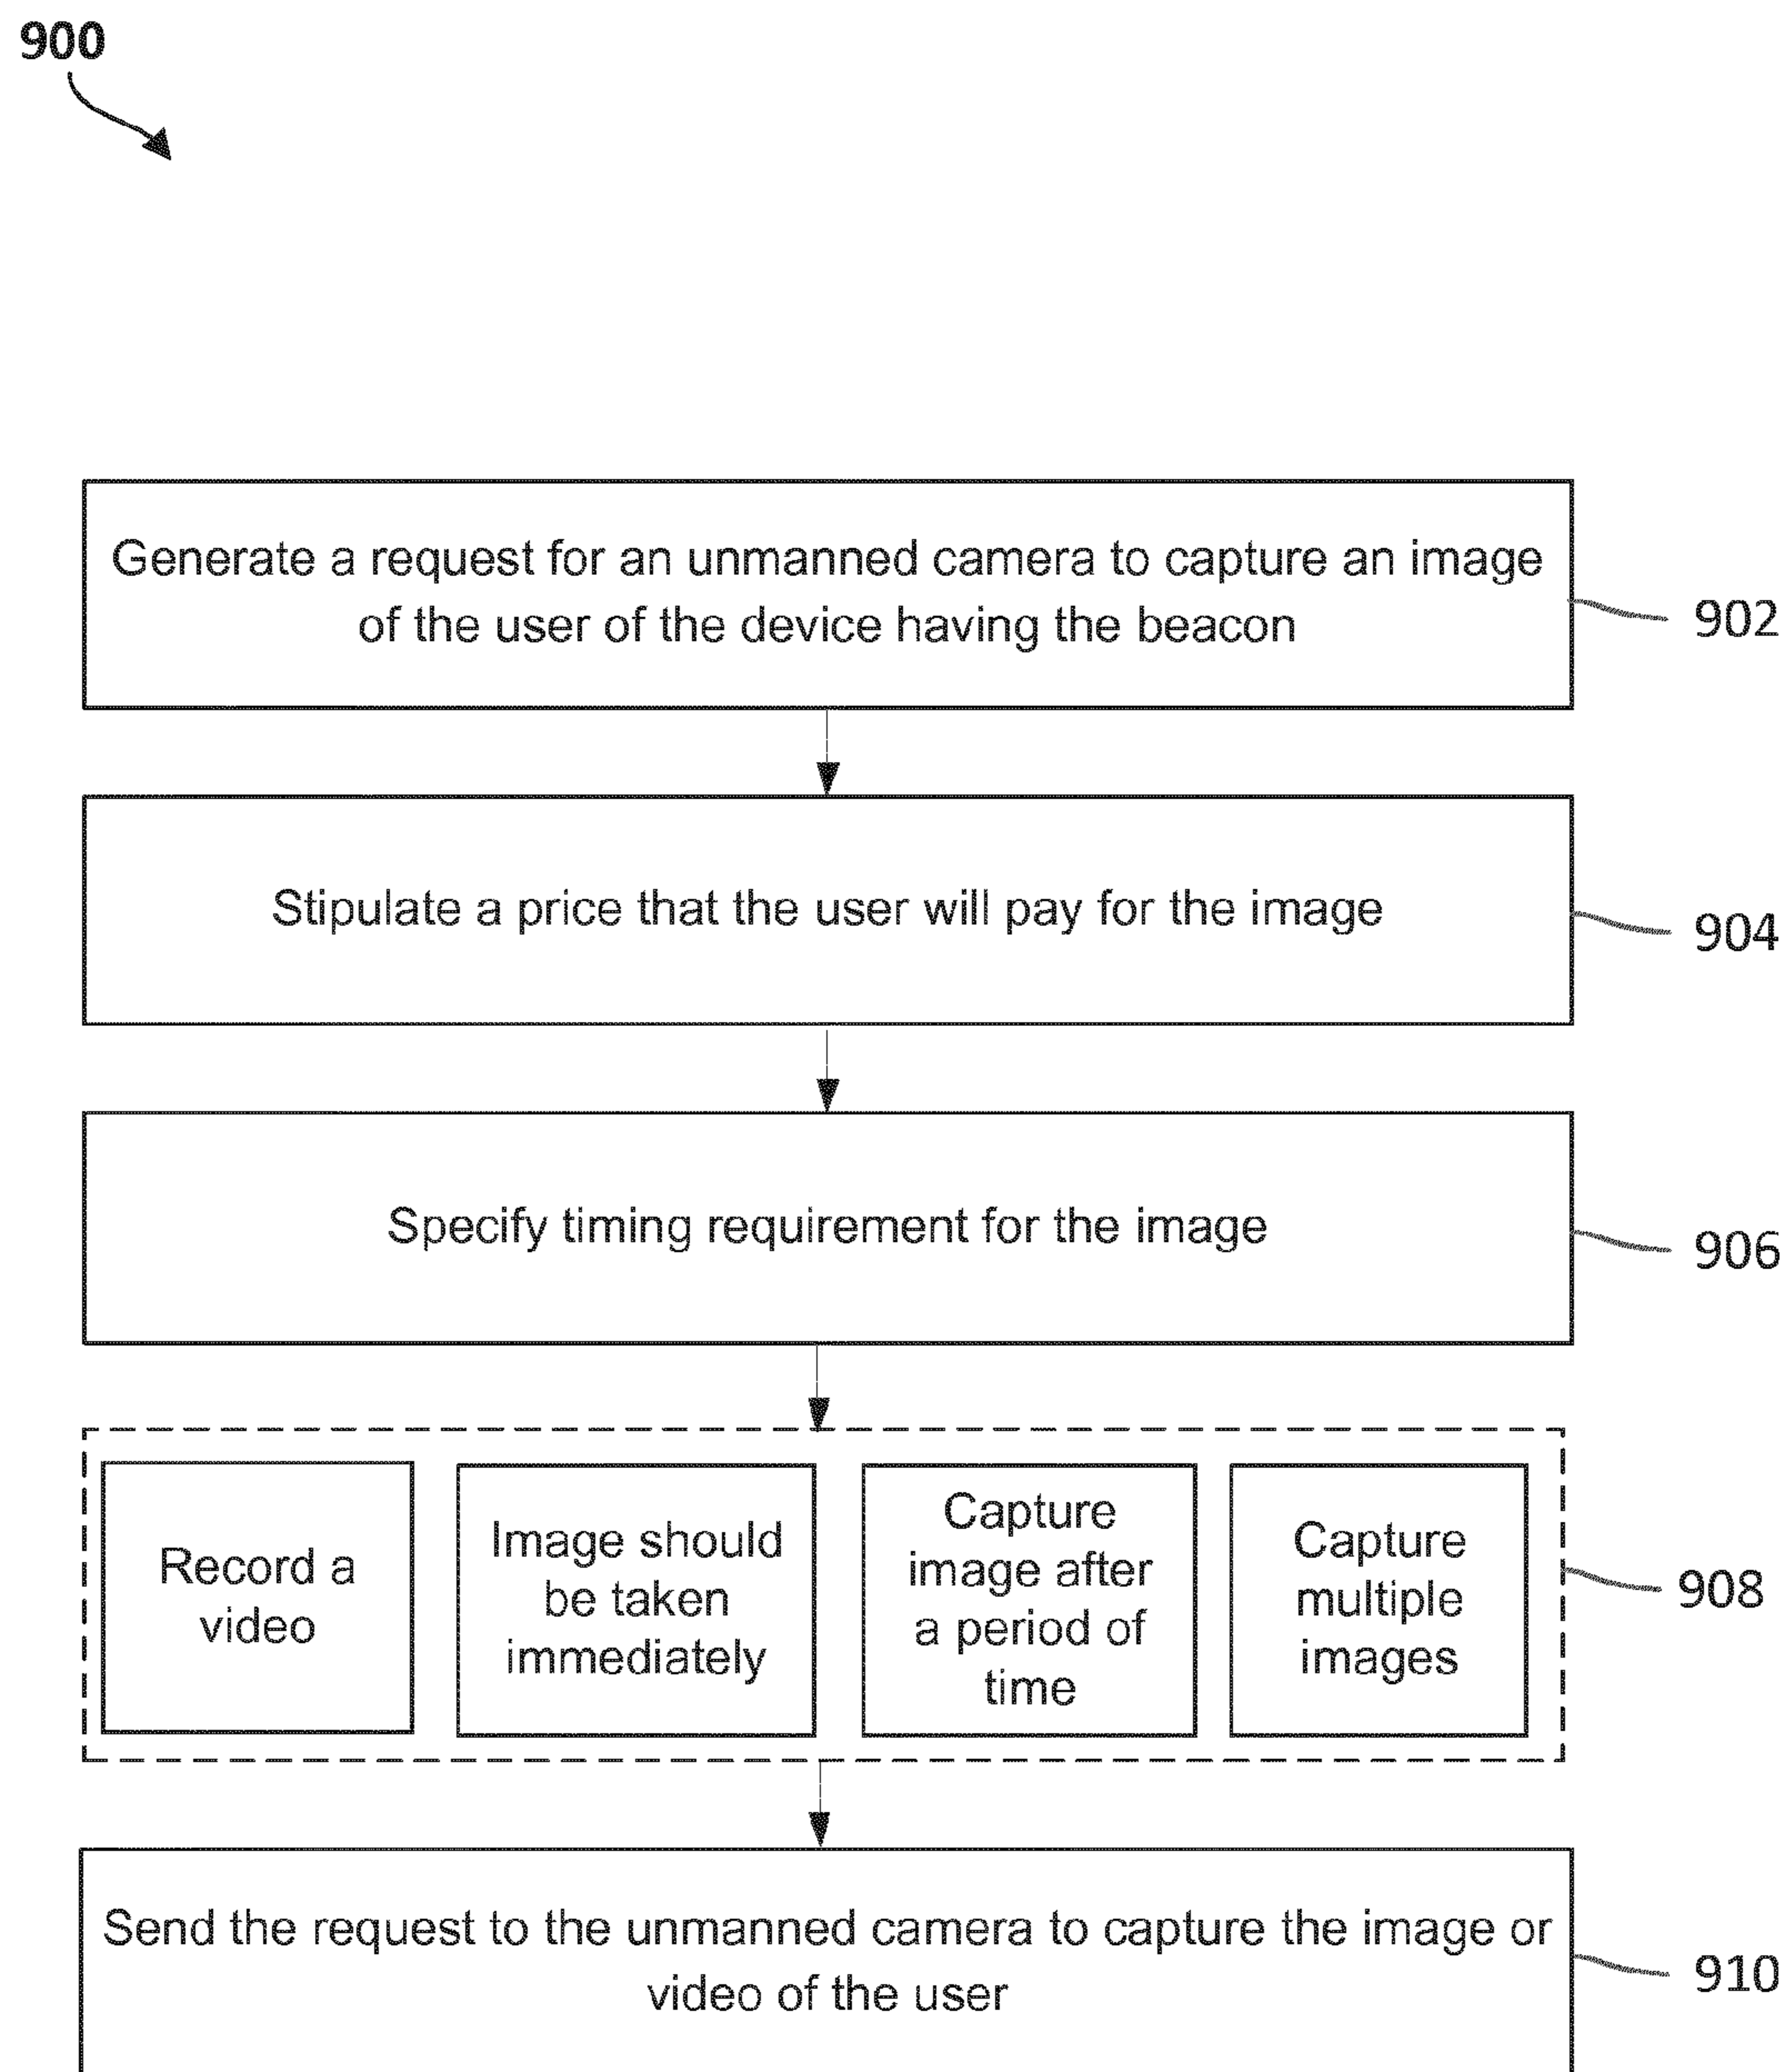 900
Generate a request for an unmanned camera to capture an image
of the user of the device having the beacon
902
Stipulate a price that the user will pay for the image
904
Specify timing requirement for the image
906
Record a
video
Image should
be taken
immediately
Capture
image after
a period of
time
Capture
multiple
images
908
Send the request to the unmanned camera to capture the image or
video of the user
910